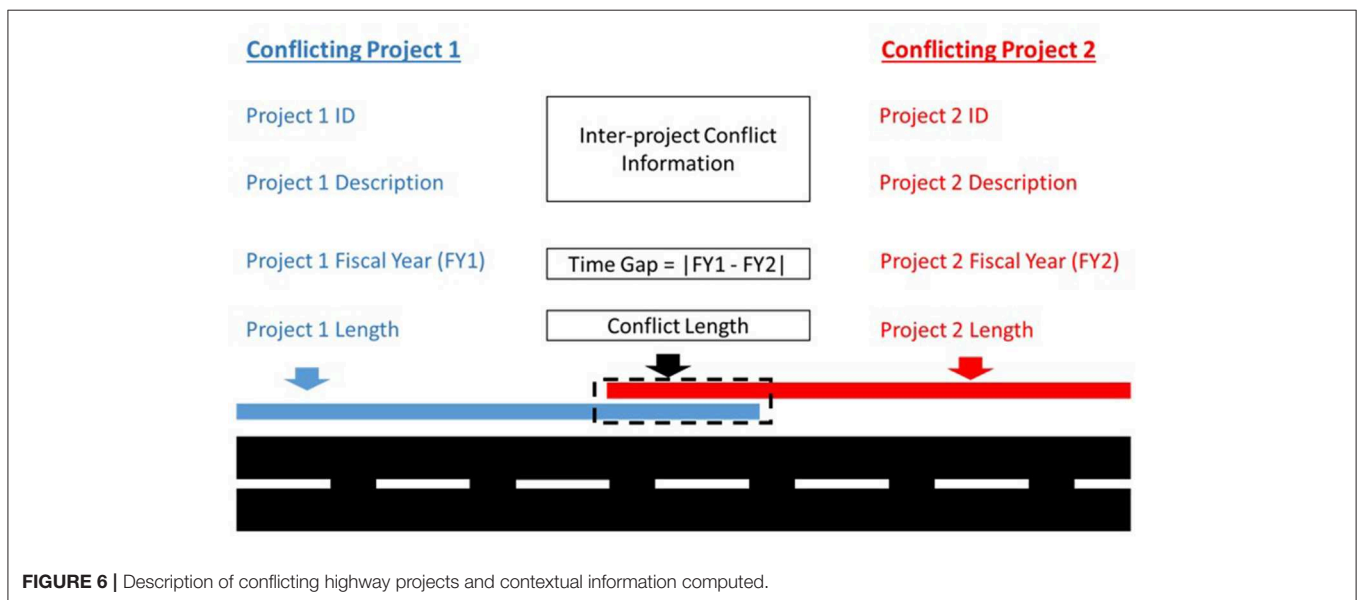 Conflicting Project 1
Conflicting Project 2
Project 1 ID
Inter-project Conflict
Information
Project 2 ID
Project 1 Description
Project 2 Description
Project 1 Fiscal Year (FY1)
Time Gap = |FY1 - FY2|
Project 2 Fiscal Year (FY2)
Project 1 Length
Conflict Length
Project 2 Length
FIGURE 6 | Description of conflicting highway projects and contextual information computed.